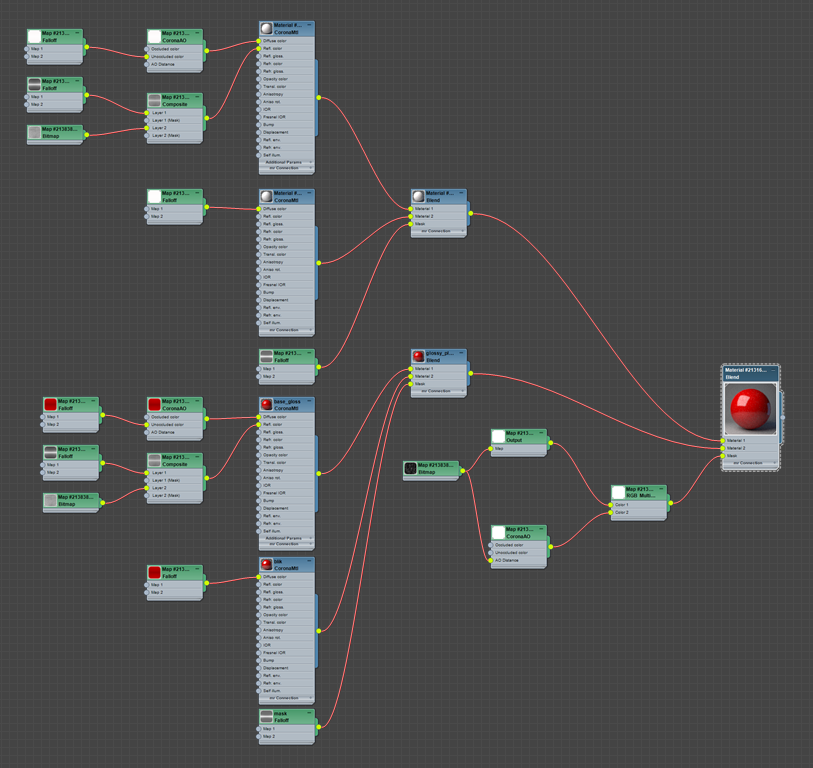 Map #213...
Falloff
Map 1
Map 2
Map #213...
CoronaAO
Occluded color
Unoccluded color
AO Distance
Material #...
CoronaMtl
Diffuse color
Refl. color
Refl. gloss
Refr. color
Refr. gloss
Opacity color
Transl. color
Anisotropy
Aniso rot.
IOR
Fresnel IOR
Bump
Displacement
Refl. env.
Refr. env.
Self Ilum.
Additional Params
mr Connection
Map #213...
Falloff
Map 1
Map 2
Map #213...
Composite
Layer 1
Layer 1 (Mask)
Layer 2
Layer 2 (Mask)
Map #213838...
Bitmap
Map #213...
Falloff
Map 1
Map 2
Material #...
CoronaMtl
Diffuse color
Refl. color
Refl. gloss
Refr. color
Refr. gloss
Opacity color
Transl. color
Anisotropy
Aniso rot.
IOR
Fresnel IOR
Bump
Displacement
Refl. env.
Refr. env.
Self Ilum.
mr Connection
Material #...
Blend
Material 1
Material 2
Mask
mr Connection
Map #213...
Falloff
Map 1
Map 2
glossy_pl...
Blend
Material 1
Material 2
Mask
mr Connection
Material #21316...
Blend
Material 1
Material 2
Mask
mr Connection
Map #213...
Falloff
Map 1
Map 2
Map #213...
CoronaAO
Occluded color
Unoccluded color
AO Distance
base_gloss
CoronaMtl
Diffuse color
Refl. color
Refl. gloss
Refr. color
Refr. gloss
Opacity color
Transl. color
Anisotropy
Aniso rot.
IOR
Fresnel IOR
Bump
Displacement
Refl. env.
Refr. env.
Self Ilum.
Additional Params
mr Connection
Map #213...
Falloff
Map 1
Map 2
Map #213...
Composite
Layer 1
Layer 1 (Mask)
Layer 2
Layer 2 (Mask)
Map #213838...
Bitmap
Map #213838...
Bitmap
Map #213...
Output
Map
Map #213...
RGB Multi...
Color 1
Color 2
Map #213...
CoronaAO
Occluded color
Unoccluded color
AO Distance
Map #213...
Falloff
Map 1
Map 2
CoronaMtl
Diffuse color
Refl. color
Refl. gloss
Refr. color
Refr. gloss
Opacity color
Transl. color
Anisotropy
Aniso rot.
IOR
Fresnel IOR
Bump
Displacement
Refl. env.
Refr. env.
Self Ilum.
mr Connection
mask
Falloff
Map 1
Map 2